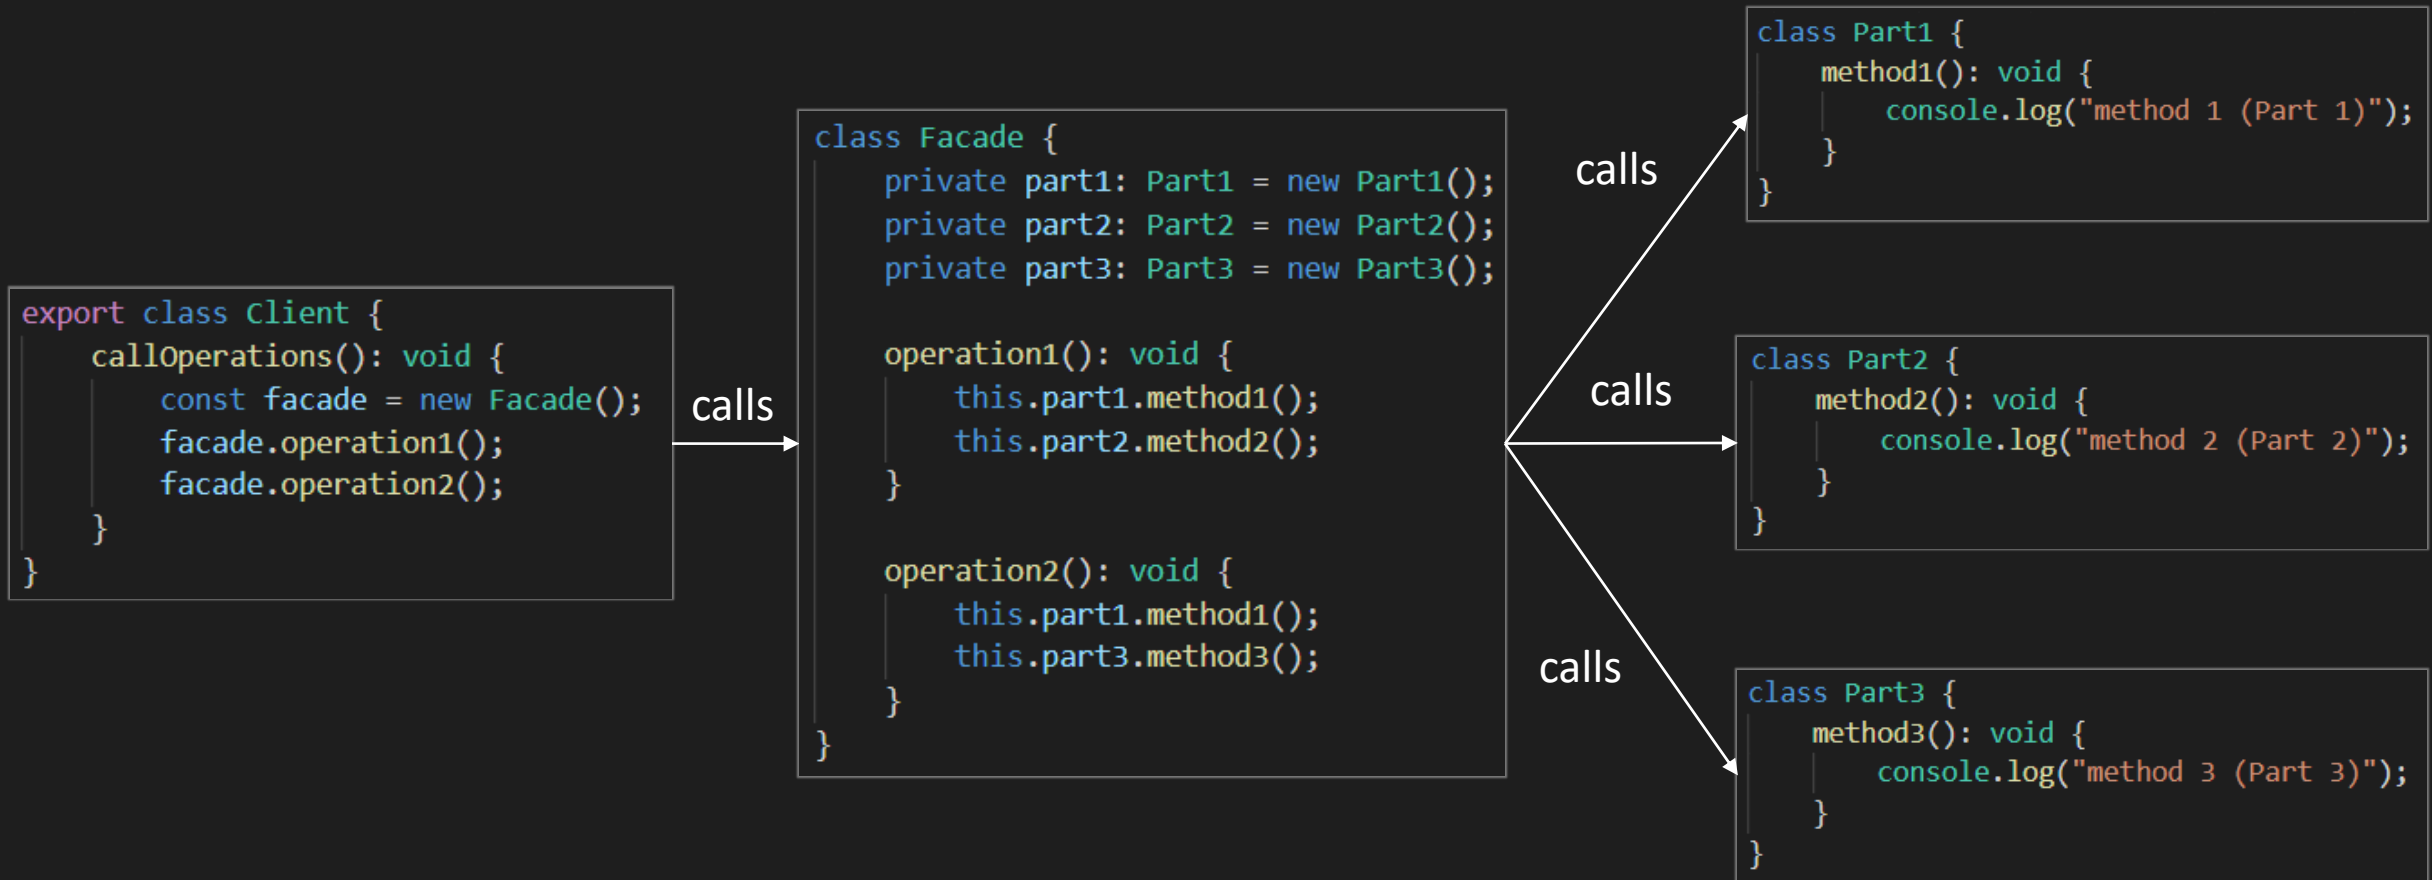 export class Client {
    callOperations(): void {
        const facade = new Facade();
        facade.operation1();
        facade.operation2();
    }
}
calls
class Facade {
    private part1: Part1 = new Part1();
    private part2: Part2 = new Part2();
    private part3: Part3 = new Part3();
    operation1(): void {
        this.part1.method1();
        this.part2.method2();
    }
    operation2(): void {
        this.part1.method1();
        this.part3.method3();
    }
}
calls
class Part1 {
    method1(): void {
        console.log("method 1 (Part 1)");
    }
}
calls
class Part2 {
    method2(): void {
        console.log("method 2 (Part 2)");
    }
}
calls
class Part3 {
    method3(): void {
        console.log("method 3 (Part 3)");
    }
}